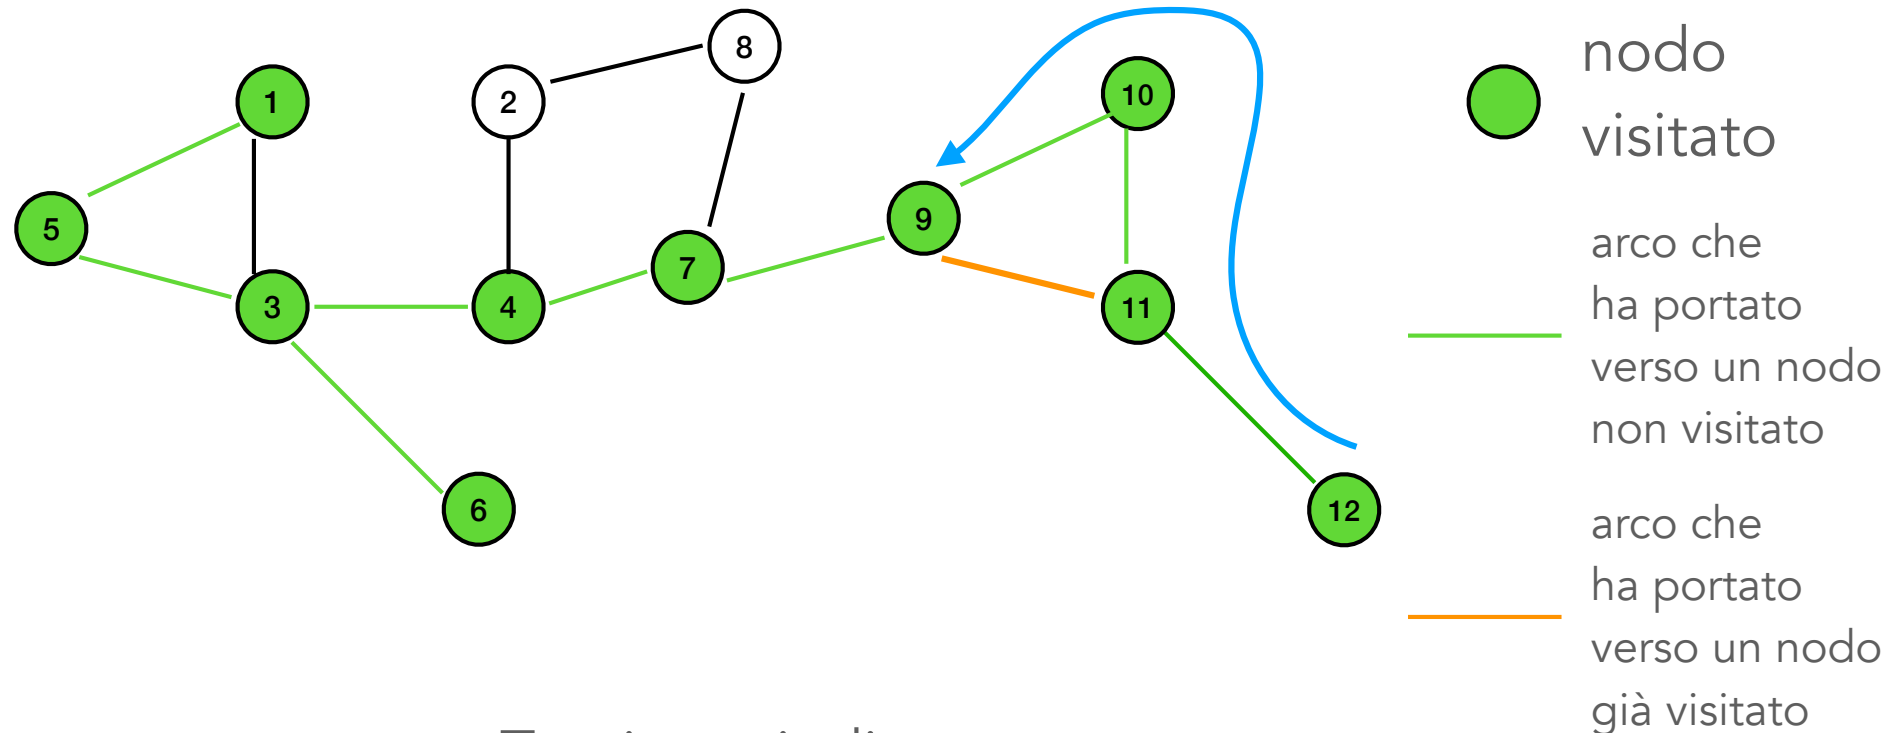 8
1
2
10
5
9
7
3
4
11
6
12
nodo
visitato
arco che
ha portato
verso un nodo
non visitato
arco che
ha portato
verso un nodo
già visitato